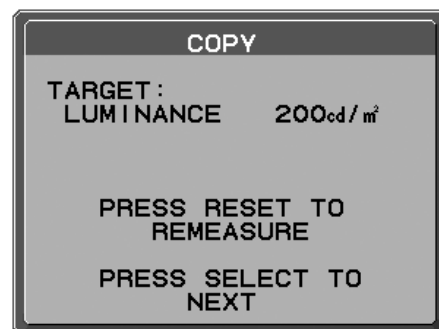 COPY
TARGET:
LUMINANCE 200cd/㎡
PRESS RESET TO
REMEASURE
PRESS SELECT TO
NEXT